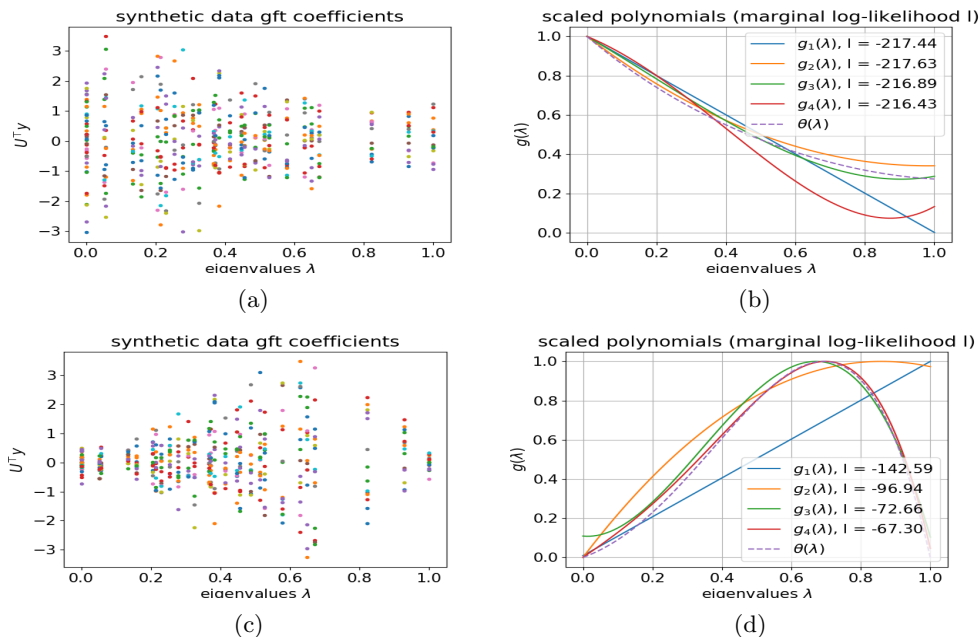 synthetic data gft coefficients
U^⊤y
3
2
1
0
−1
−2
−3
0.0 0.2 0.4 0.6 0.8 1.0
eigenvalues λ
(a)
scaled polynomials (marginal log-likelihood l)
g(λ)
1.0
0.8
0.6
0.4
0.2
0.0
g₁(λ), l = -217.44
g₂(λ), l = -217.63
g₃(λ), l = -216.89
g₄(λ), l = -216.43
θ(λ)
0.0 0.2 0.4 0.6 0.8 1.0
eigenvalues λ
(b)
synthetic data gft coefficients
U^⊤y
3
2
1
0
−1
−2
−3
0.0 0.2 0.4 0.6 0.8 1.0
eigenvalues λ
(c)
scaled polynomials (marginal log-likelihood l)
g(λ)
1.0
0.8
0.6
0.4
0.2
0.0
g₁(λ), l = -142.59
g₂(λ), l = -96.94
g₃(λ), l = -72.66
g₄(λ), l = -67.30
θ(λ)
0.0 0.2 0.4 0.6 0.8 1.0
eigenvalues λ
(d)